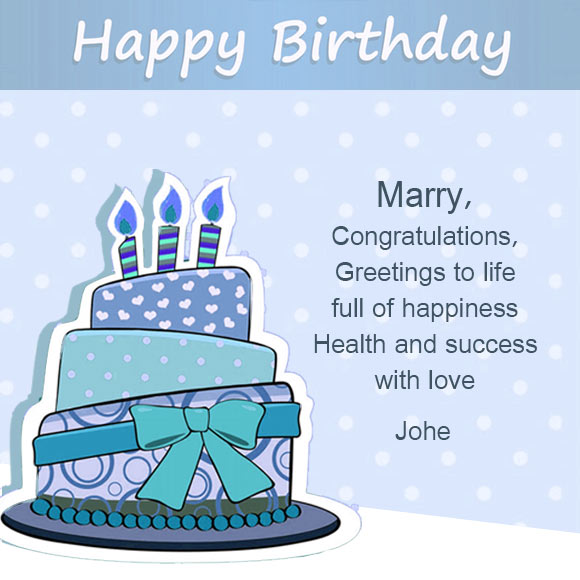 Happy Birthday
Marry,
Congratulations,
Greetings to life
full of happiness
Health and success
with love
Johe